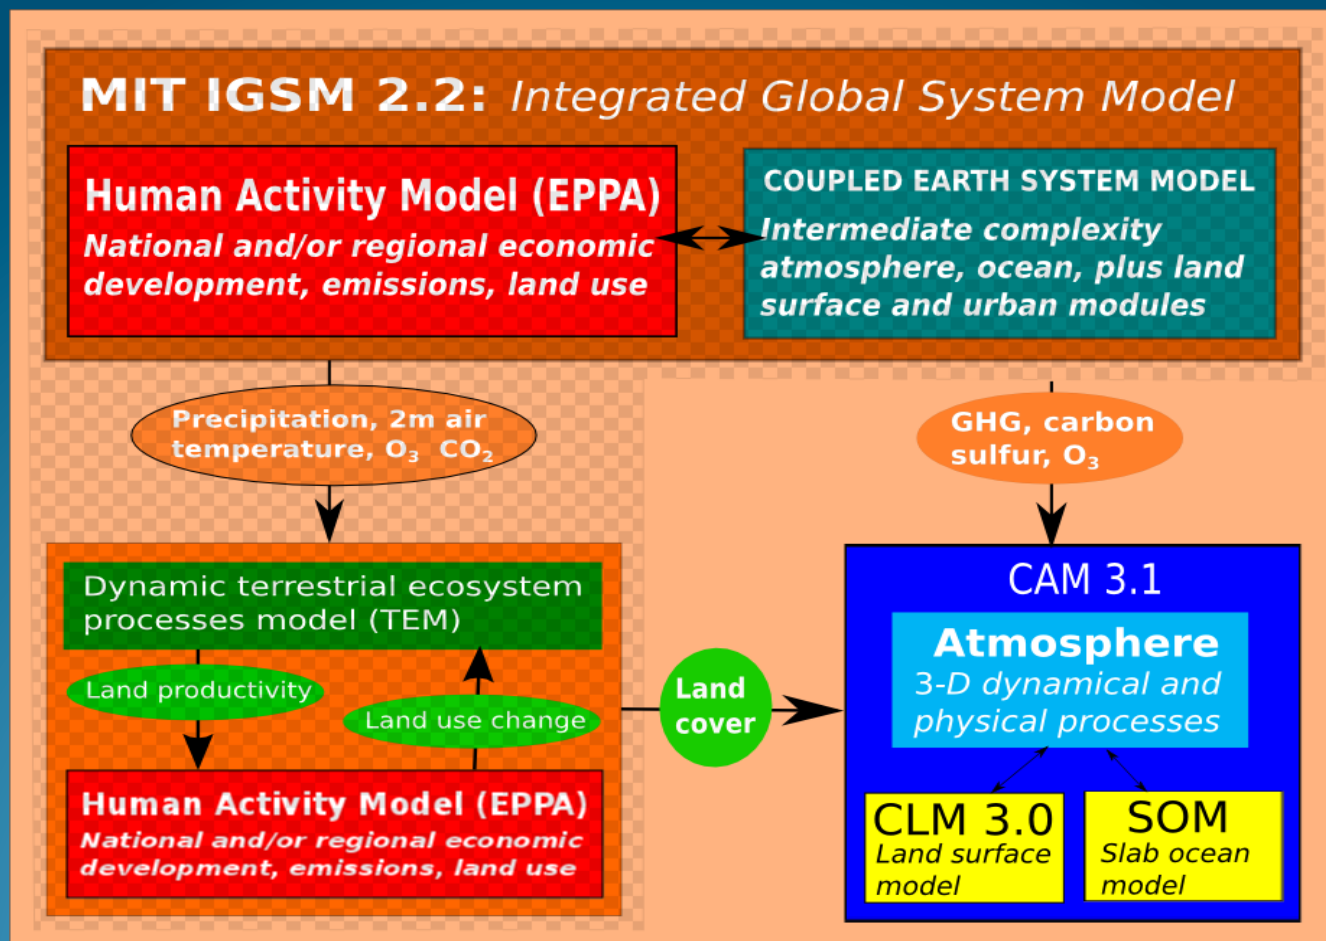 MIT IGSM 2.2: Integrated Global System Model
Human Activity Model (EPPA)
National and/or regional economic
development, emissions, land use
COUPLED EARTH SYSTEM MODEL
Intermediate complexity
atmosphere, ocean, plus land
surface and urban modules
Precipitation, 2m air
temperature, O₃ CO₂
GHG, carbon
sulfur, O₃
Dynamic terrestrial ecosystem
processes model (TEM)
Land productivity
Land use change
Human Activity Model (EPPA)
National and/or regional economic
development, emissions, land use
Land
cover
CAM 3.1
Atmosphere
3-D dynamical and
physical processes
CLM 3.0
Land surface
model
SOM
Slab ocean
model